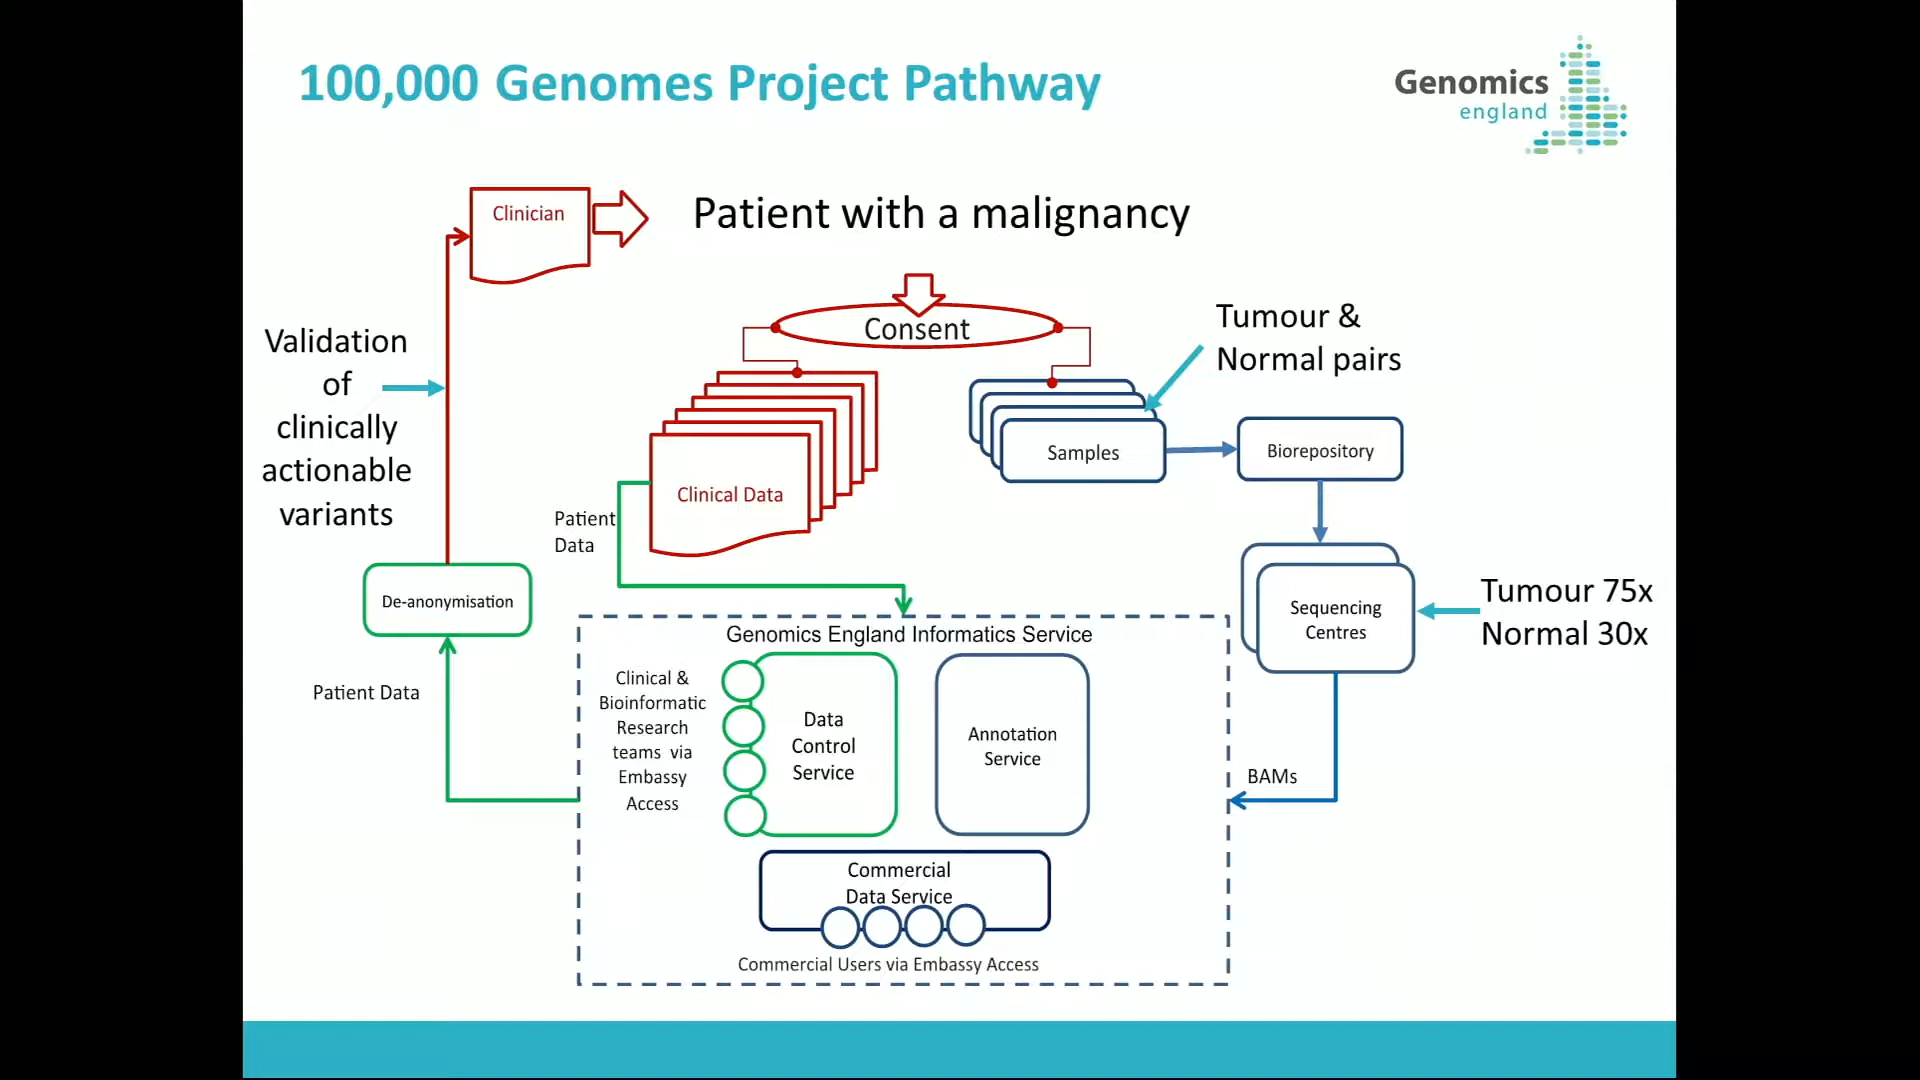 100,000 Genomes Project Pathway
Genomics
england
Clinician
Patient with a malignancy
Consent
Tumour &
Normal pairs
Validation
of
clinically
actionable
variants
Clinical Data
Samples
Biorepository
Patient
Data
De-anonymisation
Sequencing
Centres
Tumour 75x
Normal 30x
Patient Data
Genomics England Informatics Service
Clinical &
Bioinformatic
Research
teams via
Embassy
Access
Data
Control
Service
Annotation
Service
BAMs
Commercial
Data Service
Commercial Users via Embassy Access